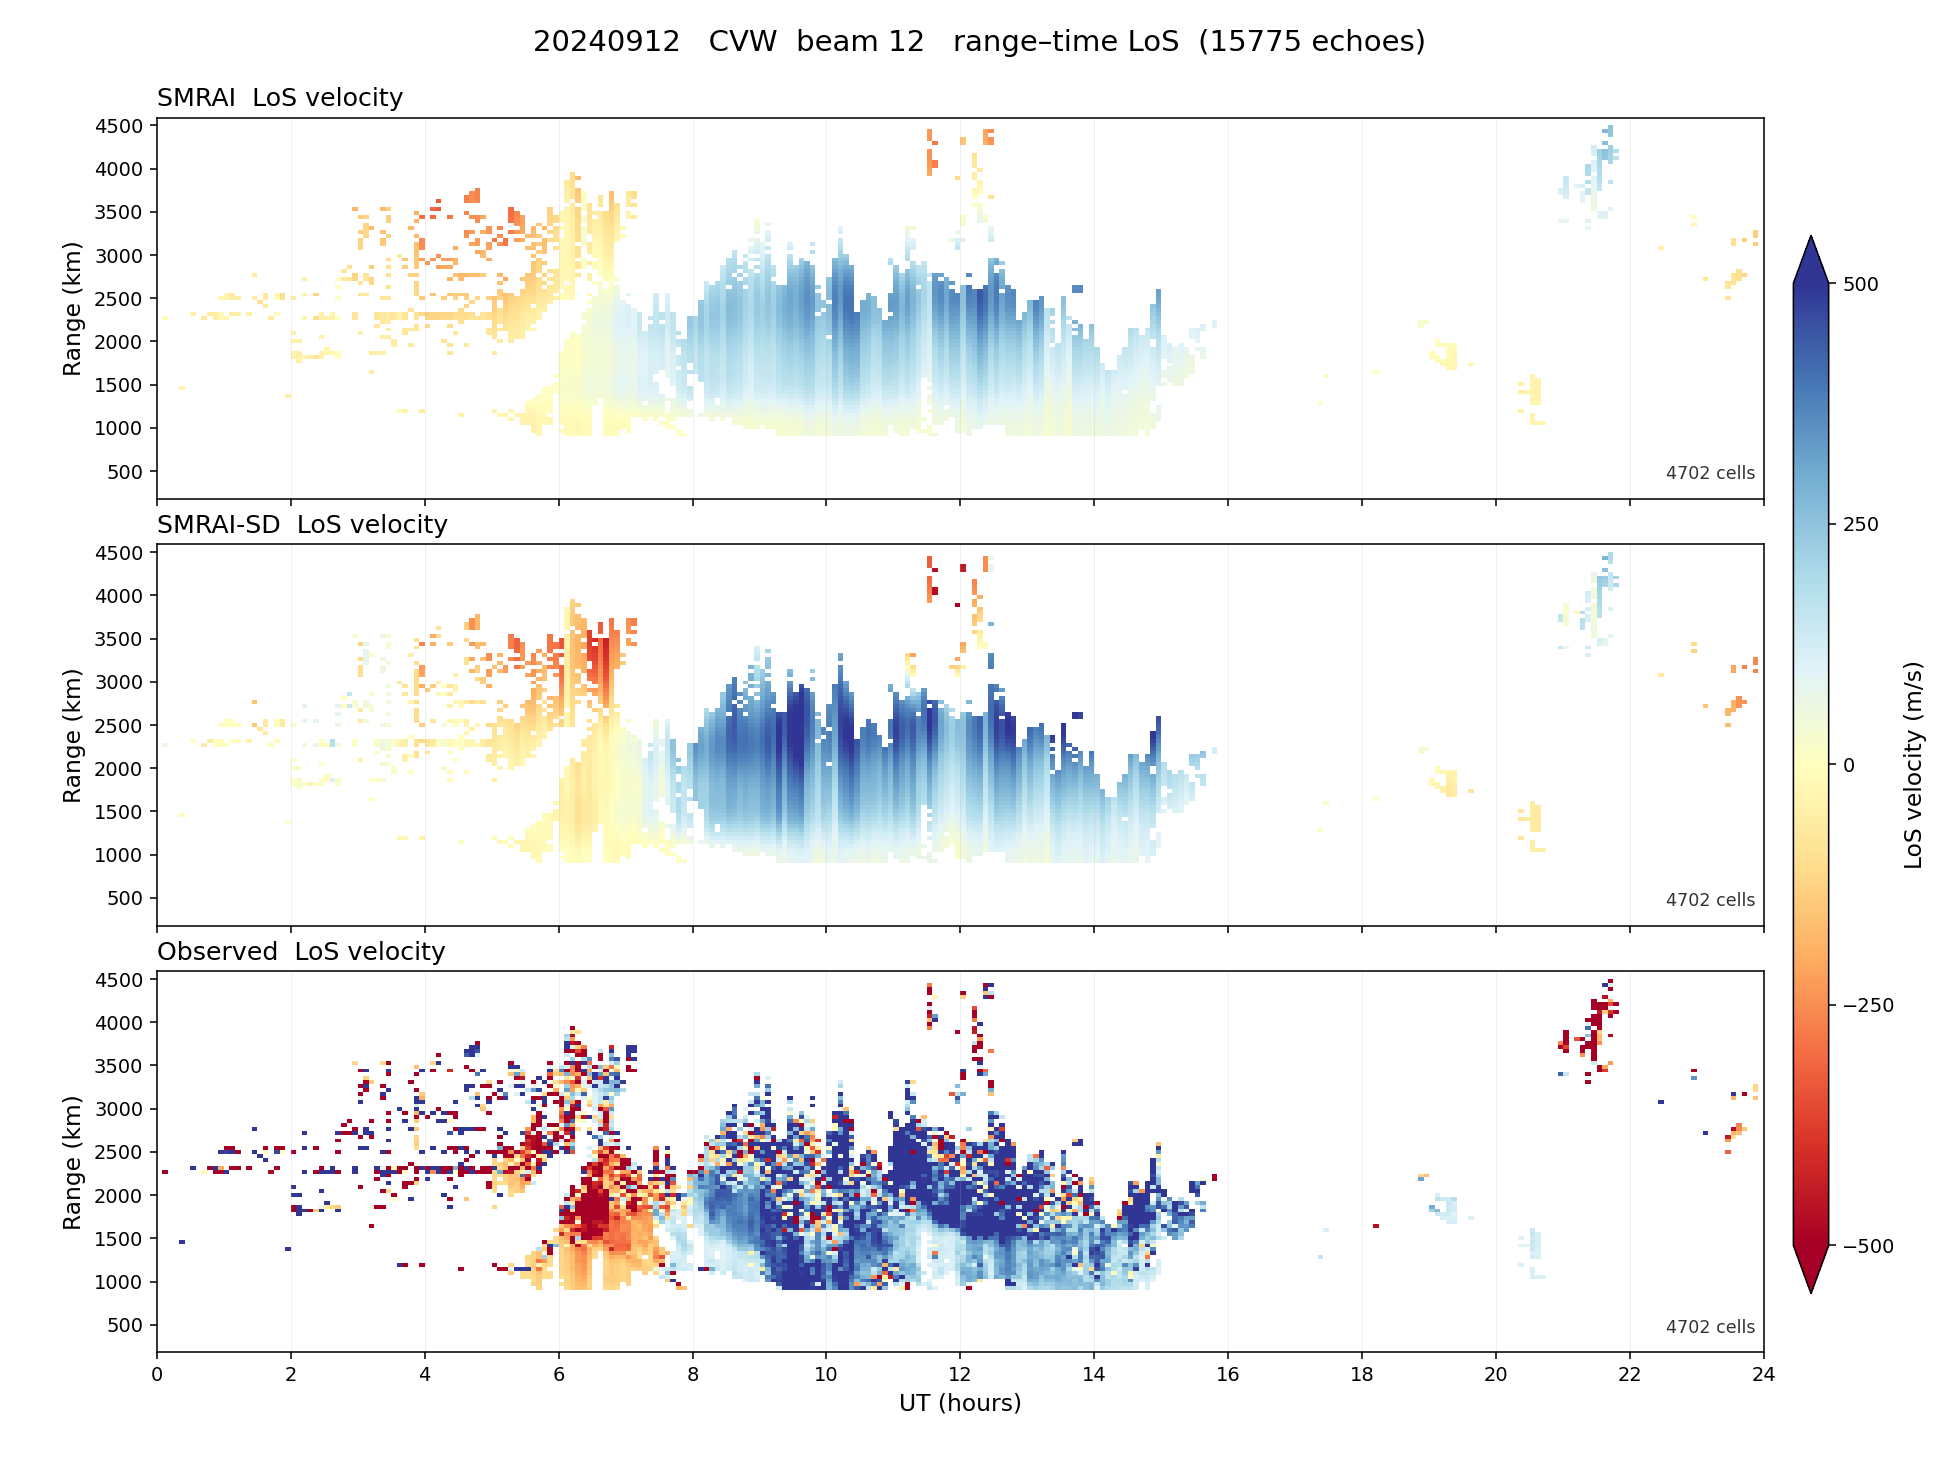 20240912   CVW  beam 12   range–time LoS  (15775 echoes)
SMRAI  LoS velocity
4500
4000
3500
3000
2500
2000
1500
1000
500
Range (km)
4702 cells
SMRAI-SD  LoS velocity
4500
4000
3500
3000
2500
2000
1500
1000
500
Range (km)
4702 cells
Observed  LoS velocity
4500
4000
3500
3000
2500
2000
1500
1000
500
Range (km)
4702 cells
0 2 4 6 8 10 12 14 16 18 20 22 24
UT (hours)
500
250
0
−250
−500
LoS velocity (m/s)